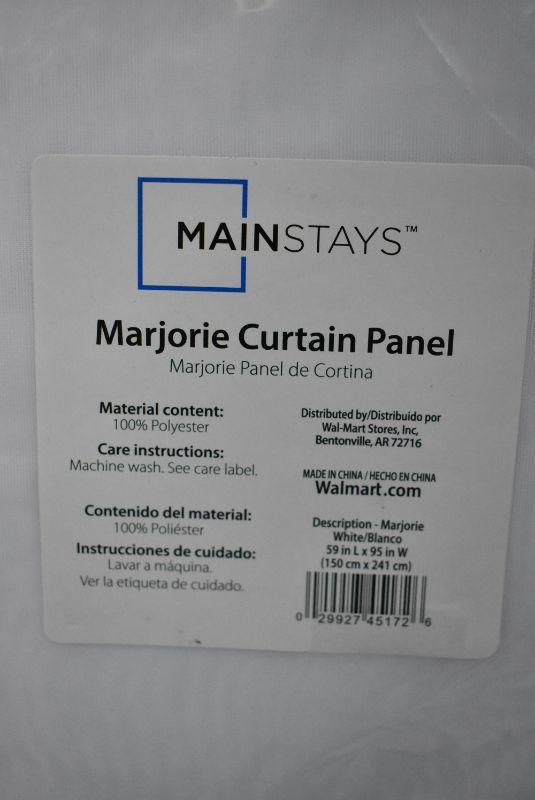 MAINSTAYS™
Marjorie Curtain Panel
Marjorie Panel de Cortina
Material content:
100% Polyester
Care instructions:
Machine wash. See care label.
Contenido del material:
100% Poliéster
Instrucciones de cuidado:
Lavar a máquina.
Ver la etiqueta de cuidado.
Distributed by/Distribuido por
Wal-Mart Stores, Inc,
Bentonville, AR 72716
MADE IN CHINA / HECHO EN CHINA
Walmart.com
Description - Marjorie
White/Blanco
59 in L x 95 in W
(150 cm x 241 cm)
0 29927 45172 6